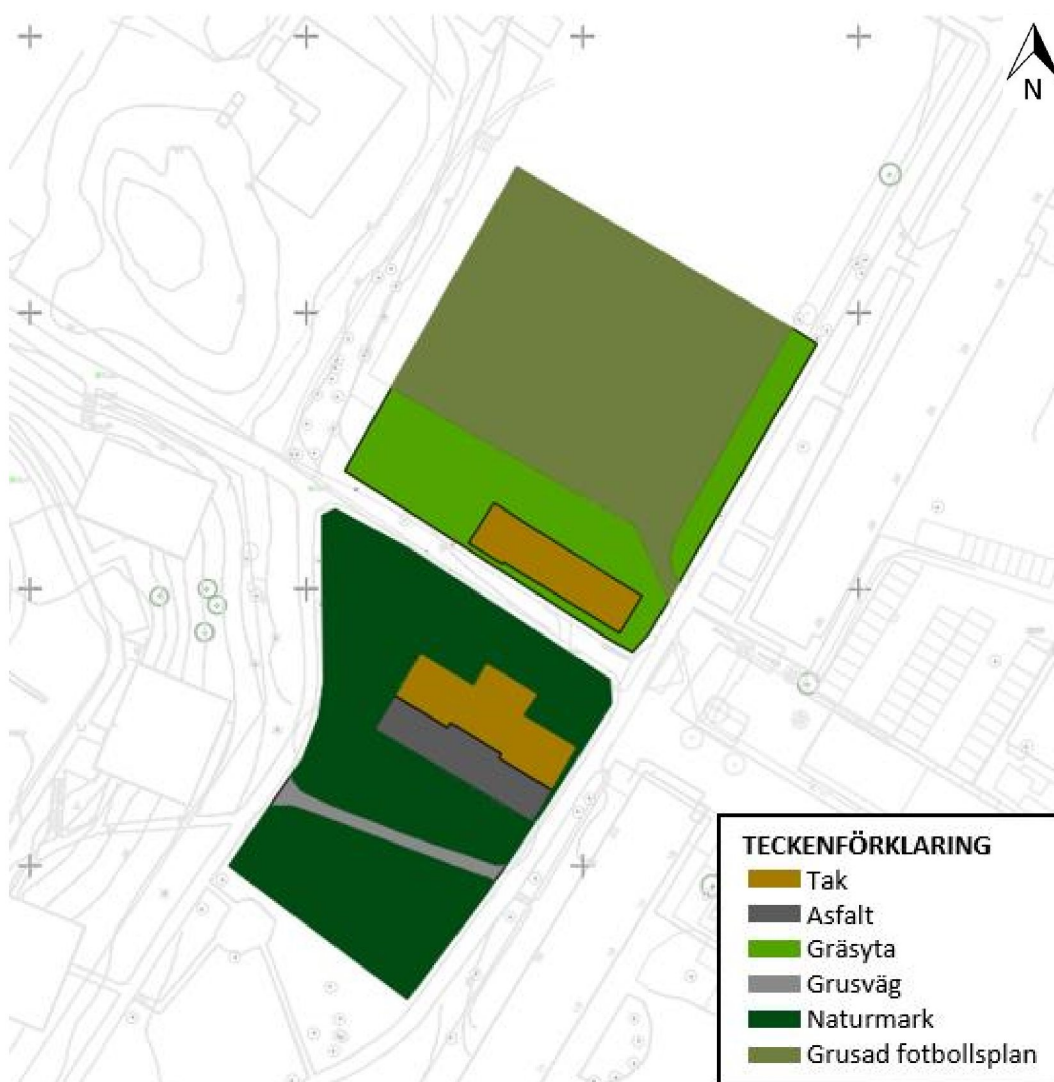 N
TECKENFÖRKLARING
Tak
Asfalt
Gräsyta
Grusväg
Naturmark
Grusad fotbollsplan